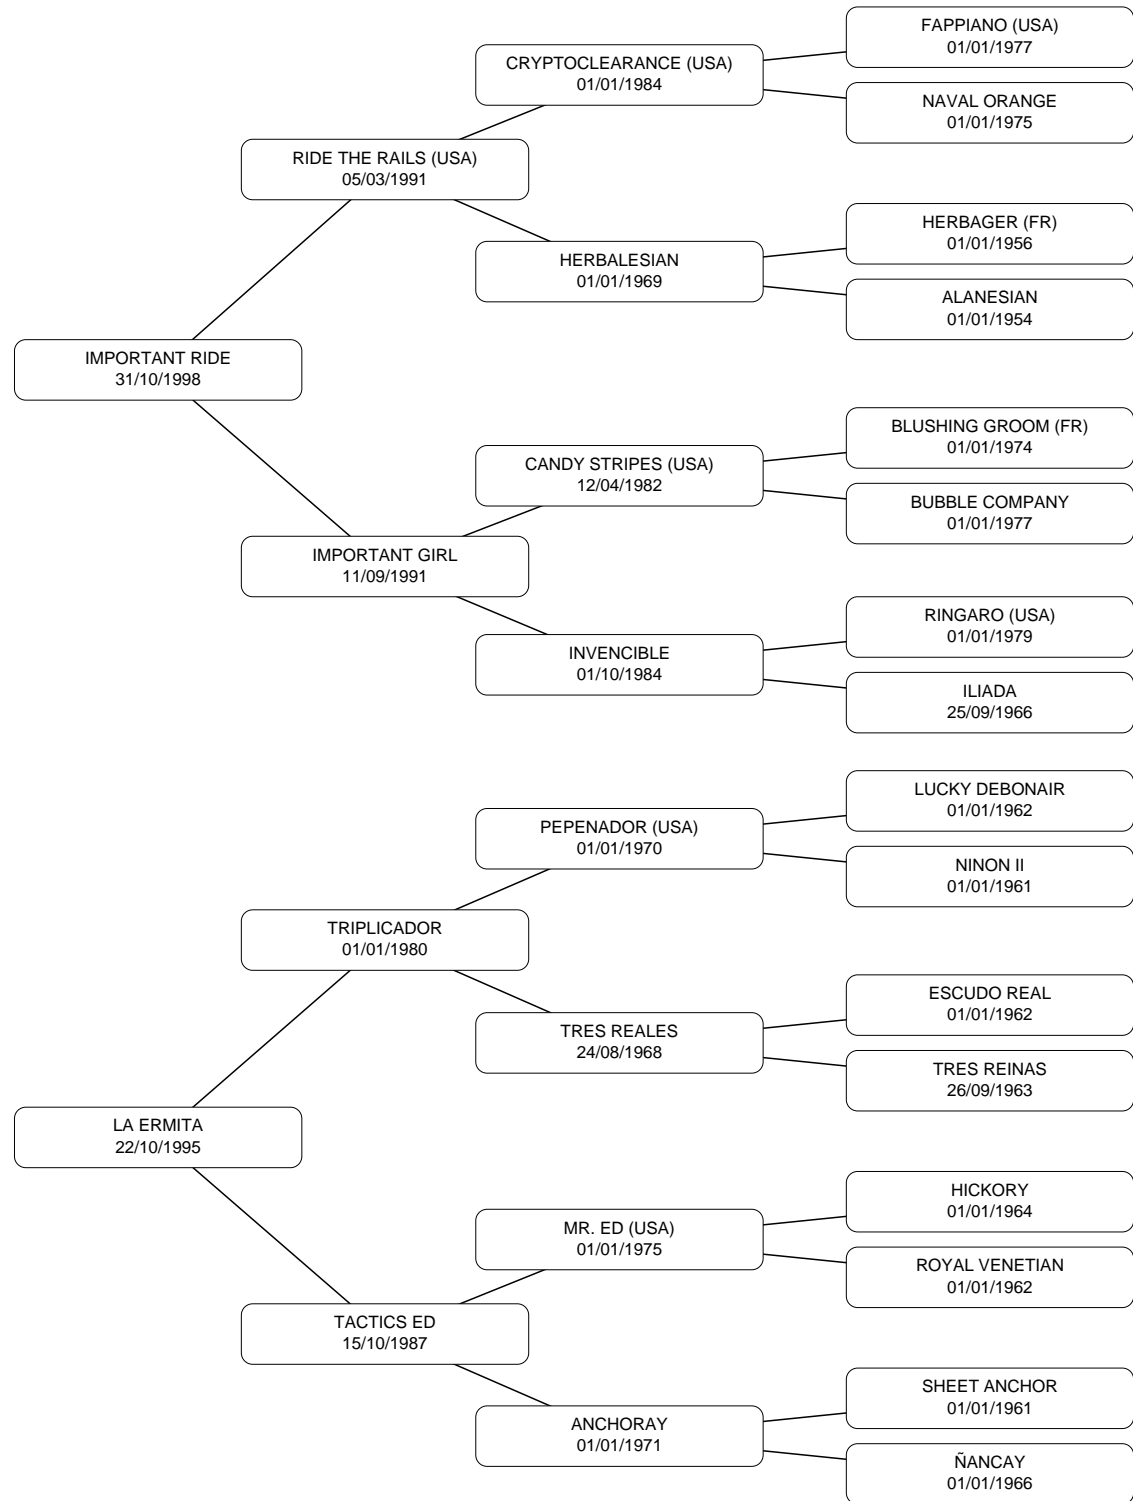 FAPPIANO (USA)
01/01/1977
CRYPTOCLEARANCE (USA)
01/01/1984
NAVAL ORANGE
01/01/1975
RIDE THE RAILS (USA)
05/03/1991
HERBAGER (FR)
01/01/1956
HERBALESIAN
01/01/1969
ALANESIAN
01/01/1954
IMPORTANT RIDE
31/10/1998
BLUSHING GROOM (FR)
01/01/1974
CANDY STRIPES (USA)
12/04/1982
BUBBLE COMPANY
01/01/1977
IMPORTANT GIRL
11/09/1991
RINGARO (USA)
01/01/1979
INVENCIBLE
01/10/1984
ILIADA
25/09/1966
LUCKY DEBONAIR
01/01/1962
PEPENADOR (USA)
01/01/1970
NINON II
01/01/1961
TRIPLICADOR
01/01/1980
ESCUDO REAL
01/01/1962
TRES REALES
24/08/1968
TRES REINAS
26/09/1963
LA ERMITA
22/10/1995
HICKORY
01/01/1964
MR. ED (USA)
01/01/1975
ROYAL VENETIAN
01/01/1962
TACTICS ED
15/10/1987
SHEET ANCHOR
01/01/1961
ANCHORAY
01/01/1971
ÑANCAY
01/01/1966